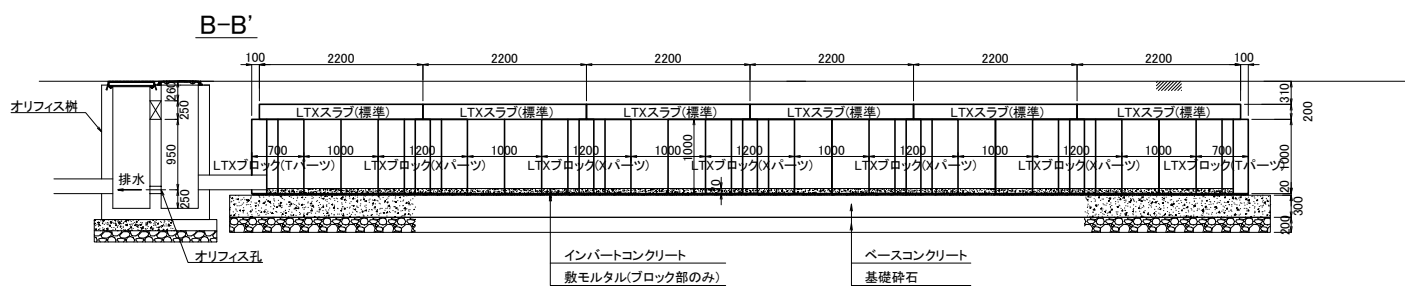 B-B'
100 2200 2200 2200 2200 2200 2200 100
オリフィス桝
260
250
950
250
排水
オリフィス孔
LTXスラブ(標準) LTXスラブ(標準) LTXスラブ(標準) LTXスラブ(標準) LTXスラブ(標準) LTXスラブ(標準)
310
200
700 1000 1200 1000 1200 1000 1000 1200 1000 1200 1000 1200 1000 700
LTXブロック(Tパーツ) LTXブロック(Xパーツ) LTXブロック(Xパーツ) LTXブロック(Xパーツ) LTXブロック(Xパーツ) LTXブロック(Xパーツ) LTXブロック(Tパーツ)
1000
20
300
200
インバートコンクリート
敷モルタル(ブロック部のみ)
ベースコンクリート
基礎砕石